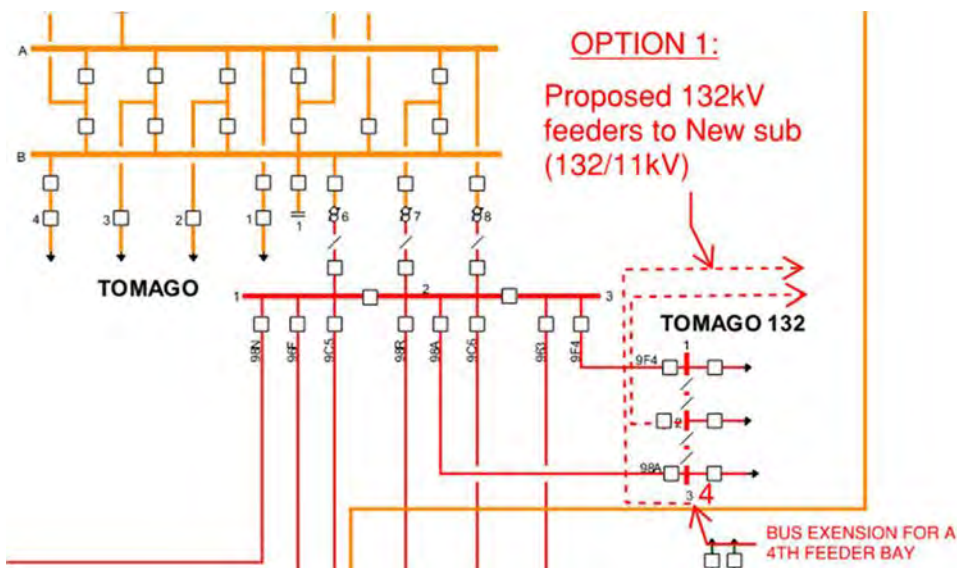 A
OPTION 1:
Proposed 132kV
feeders to New sub
(132/11kV)
B
4
3
2
1
1
6
7
8
TOMAGO
1
2
3
TOMAGO 132
98N
96F
9C5
98R
98A
9C6
963
9F4
9F4
1
2
98A
3
4
BUS EXENSION FOR A
4TH FEEDER BAY